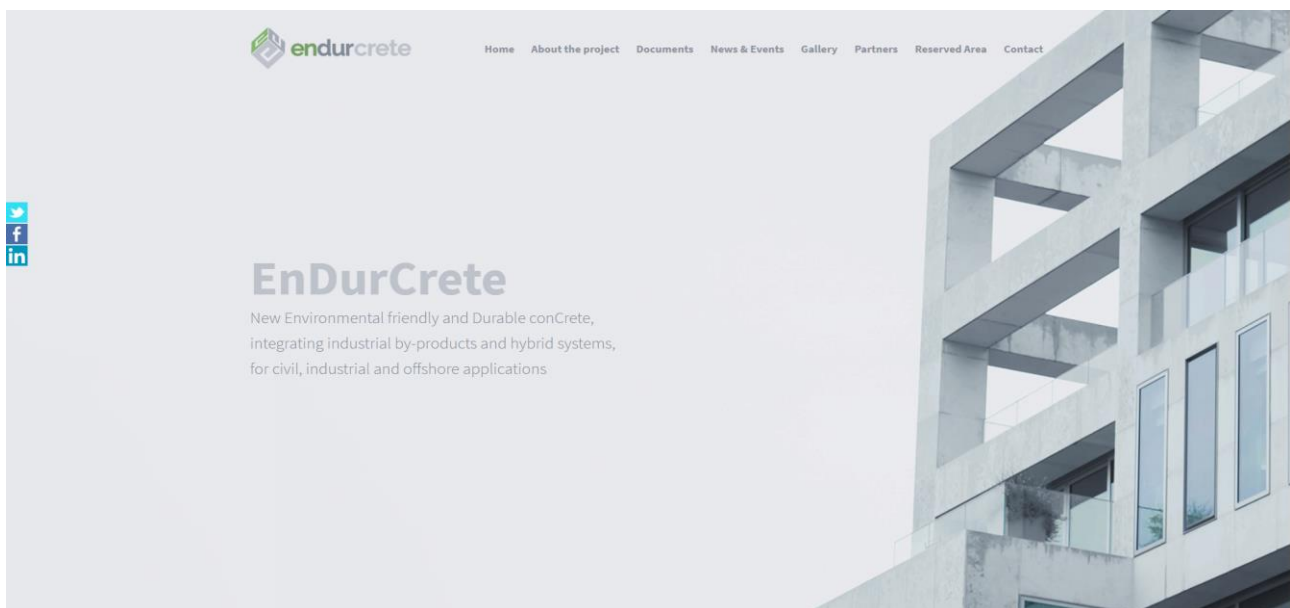 endurcrete
Home About the project Documents News & Events Gallery Partners Reserved Area Contact
f
in
EnDurCrete
New Environmental friendly and Durable conCrete,
integrating industrial by-products and hybrid systems,
for civil, industrial and offshore applications